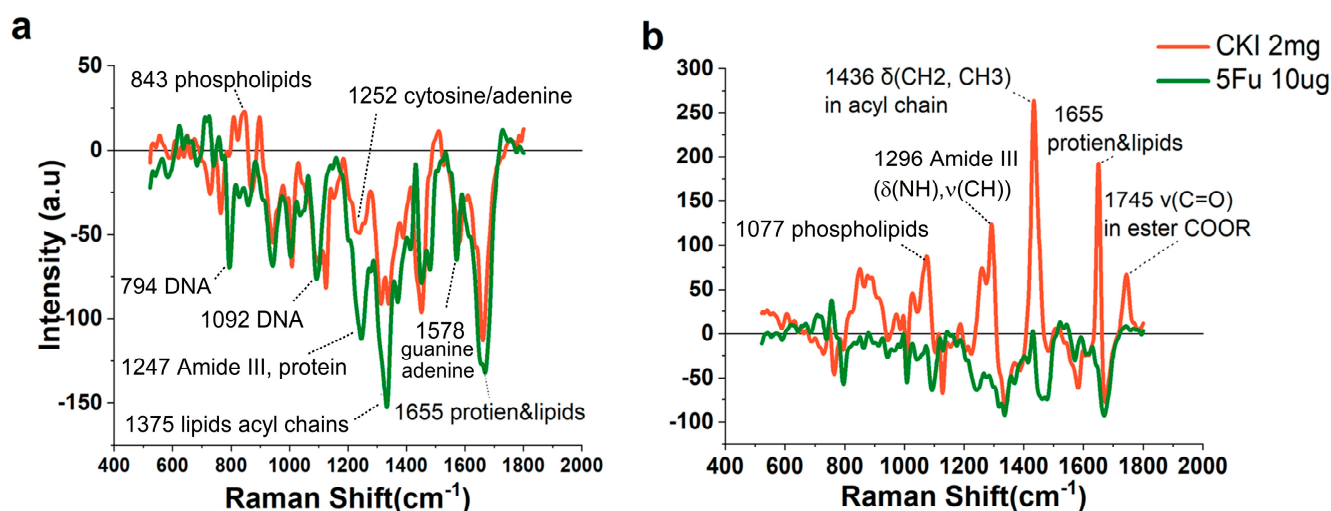 a
50
0
-50
-100
-150
400 600 800 1000 1200 1400 1600 1800 2000
Intensity (a.u)
Raman Shift(cm-1)
843 phospholipids
1252 cytosine/adenine
794 DNA
1092 DNA
1247 Amide III, protein
1375 lipids acyl chains
1578
guanine
adenine
1655 protien&lipids
b
CKI 2mg
5Fu 10ug
300
250
200
150
100
50
0
-50
-100
400 600 800 1000 1200 1400 1600 1800 2000
Raman Shift(cm-1)
1436 δ(CH2, CH3)
in acyl chain
1655
protien&lipids
1296 Amide III
(δ(NH),ν(CH))
1077 phospholipids
1745 ν(C=O)
in ester COOR